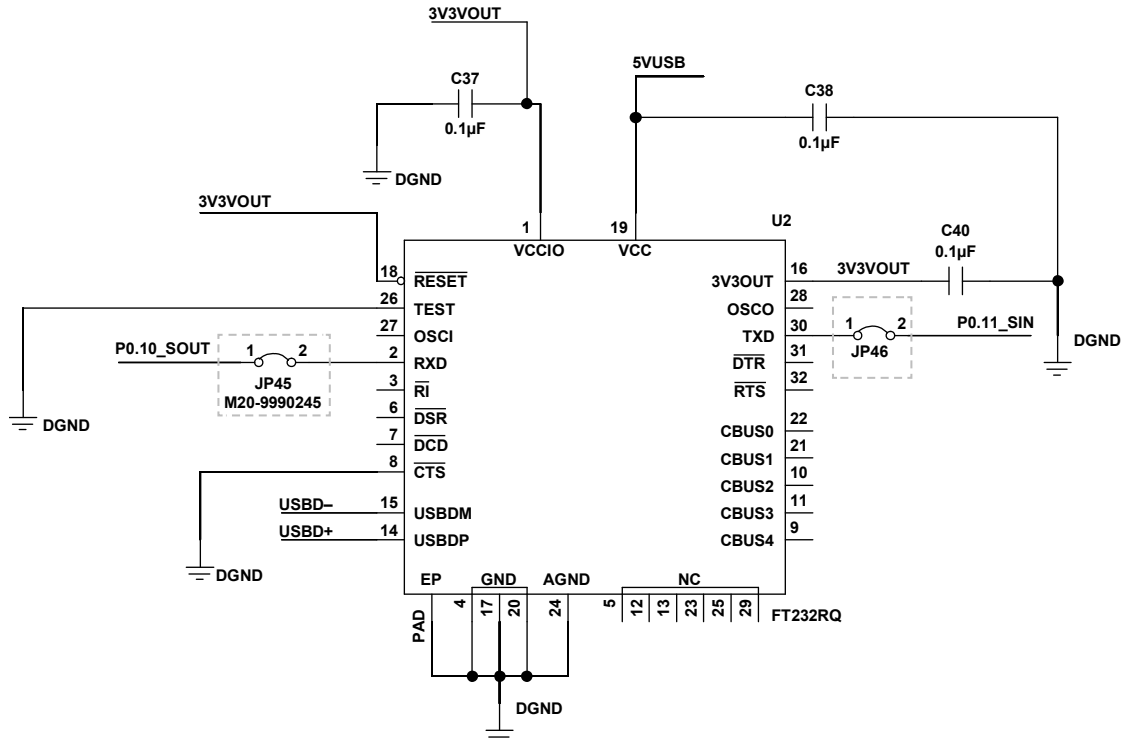 3V3VOUT
5VUSB
C37
0.1µF
DGND
C38
0.1µF
3V3VOUT
U2
1
19
VCCIO
VCC
C40
0.1µF
18
RESET
16
3V3OUT
3V3VOUT
26
TEST
28
OSCO
27
OSCI
30
TXD
1
2
P0.11_SIN
JP46
DGND
P0.10_SOUT
1
2
2
RXD
JP45
M20-9990245
31
DTR
3
RI
32
RTS
DGND
6
DSR
22
CBUS0
7
DCD
21
CBUS1
8
CTS
10
CBUS2
USBD–
15
USBDM
11
CBUS3
USBD+
14
USBDP
9
CBUS4
DGND
EP
GND
AGND
NC
PAD
4
17
20
24
5
12
13
23
25
29
FT232RQ
DGND